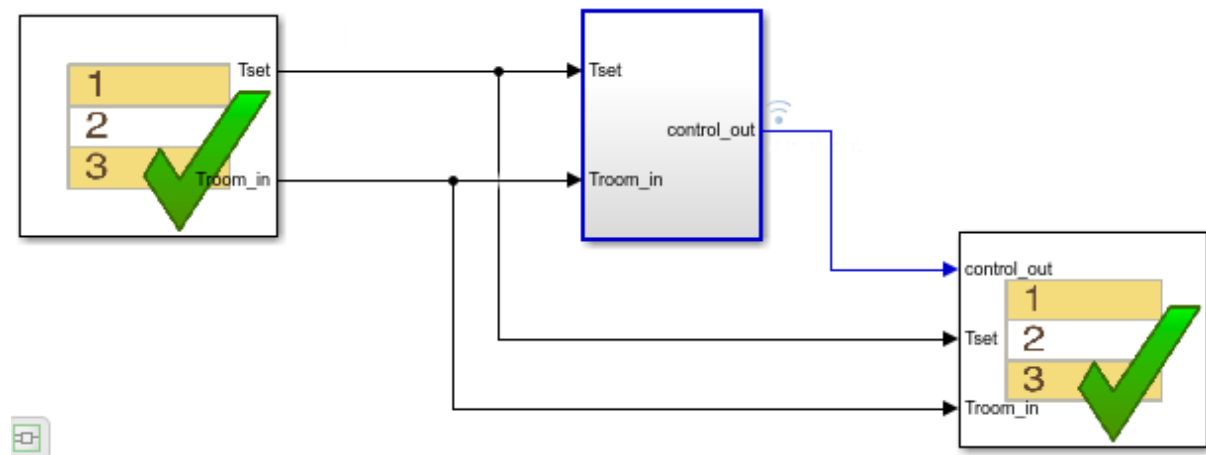 Tset
1
2
3
Troom_in
Tset
control_out
Troom_in
control_out
1
Tset
2
3
Troom_in